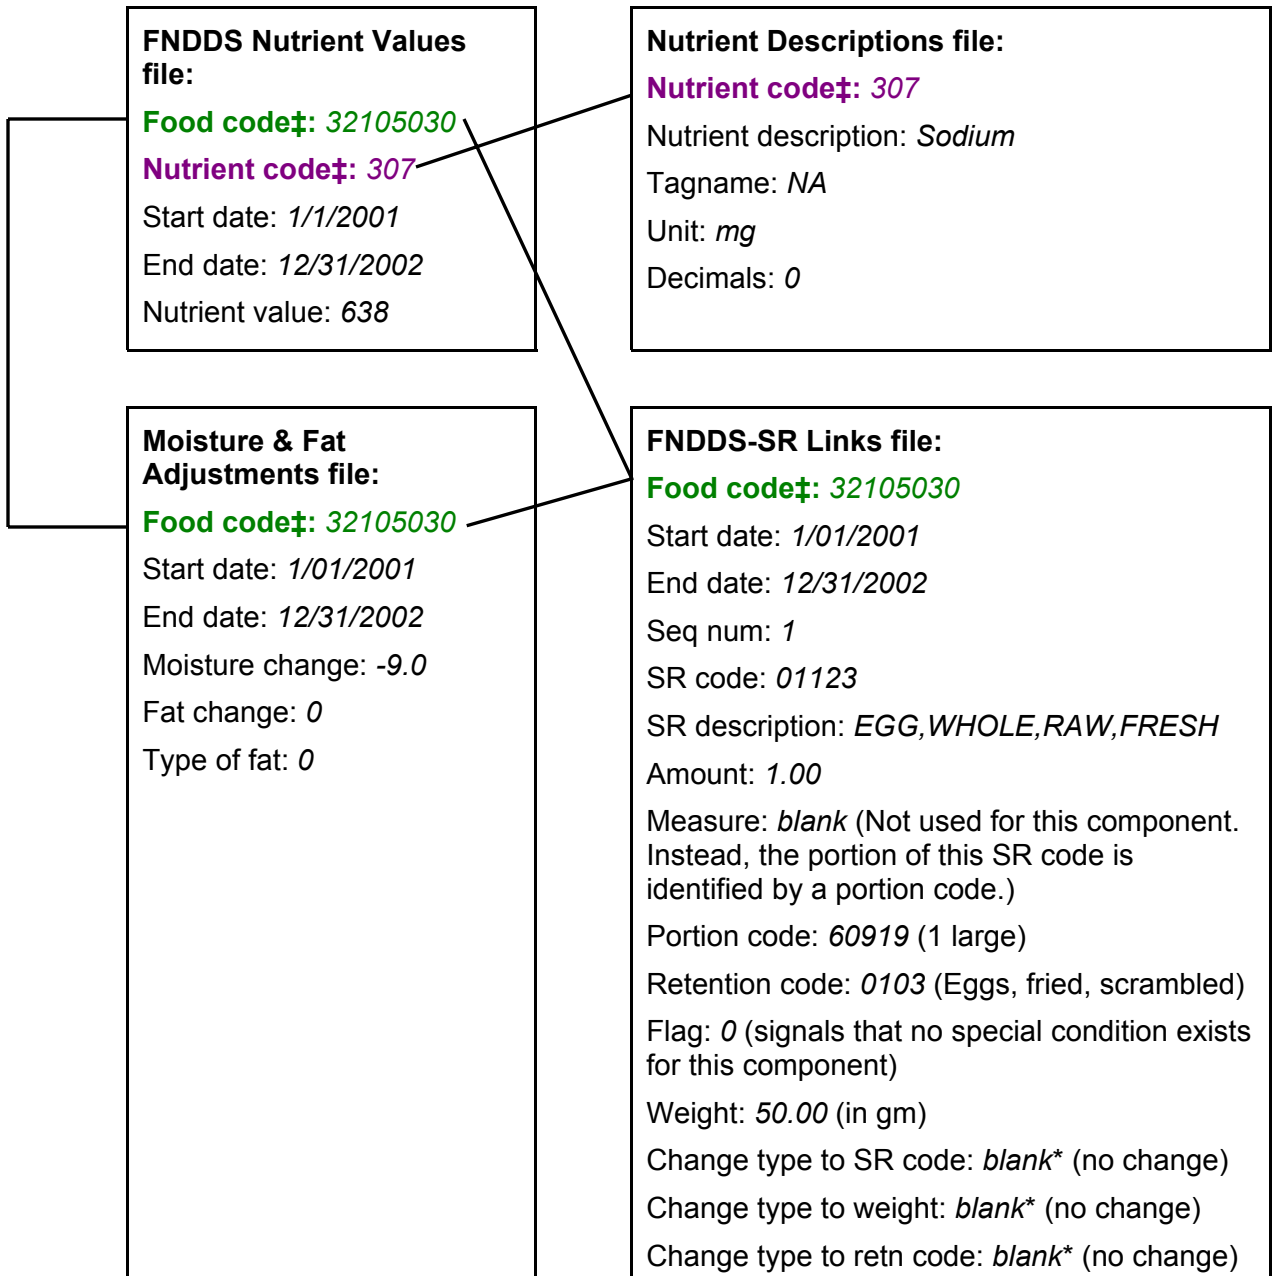 FNDDS Nutrient Values
file:
Food code‡: 32105030
Nutrient code‡: 307
Start date: 1/1/2001
End date: 12/31/2002
Nutrient value: 638
Nutrient Descriptions file:
Nutrient code‡: 307
Nutrient description: Sodium
Tagname: NA
Unit: mg
Decimals: 0
Moisture & Fat
Adjustments file:
Food code‡: 32105030
Start date: 1/01/2001
End date: 12/31/2002
Moisture change: -9.0
Fat change: 0
Type of fat: 0
FNDDS-SR Links file:
Food code‡: 32105030
Start date: 1/01/2001
End date: 12/31/2002
Seq num: 1
SR code: 01123
SR description: EGG,WHOLE,RAW,FRESH
Amount: 1.00
Measure: blank (Not used for this component.
Instead, the portion of this SR code is
identified by a portion code.)
Portion code: 60919 (1 large)
Retention code: 0103 (Eggs, fried, scrambled)
Flag: 0 (signals that no special condition exists
for this component)
Weight: 50.00 (in gm)
Change type to SR code: blank* (no change)
Change type to weight: blank* (no change)
Change type to retn code: blank* (no change)